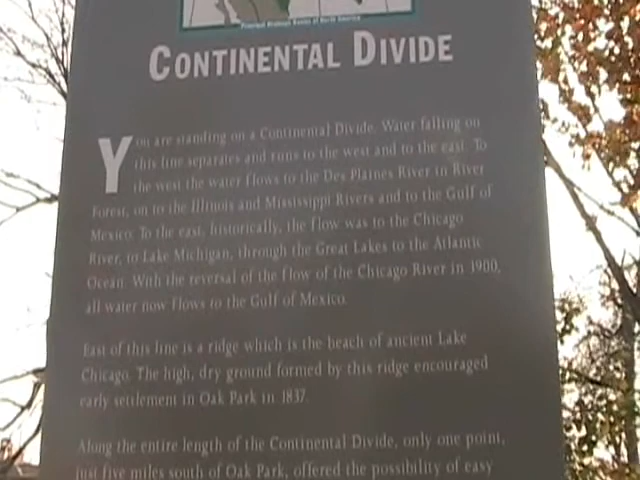 Principal Drainage Basins of North America
CONTINENTAL DIVIDE
You are standing on a Continental Divide. Water falling on
this line separates and runs to the west and to the east. To
the west the water flows to the Des Plaines River in River
Forest, on to the Illinois and Mississippi Rivers and to the Gulf of
Mexico. To the east, historically, the flow was to the Chicago
River, to Lake Michigan, through the Great Lakes to the Atlantic
Ocean. With the reversal of the flow of the Chicago River in 1900,
all water now flows to the Gulf of Mexico.
East of this line is a ridge which is the beach of ancient Lake
Chicago. The high, dry ground formed by this ridge encouraged
early settlement in Oak Park in 1837.
Along the entire length of the Continental Divide, only one point,
just five miles south of Oak Park, offered the possibility of easy